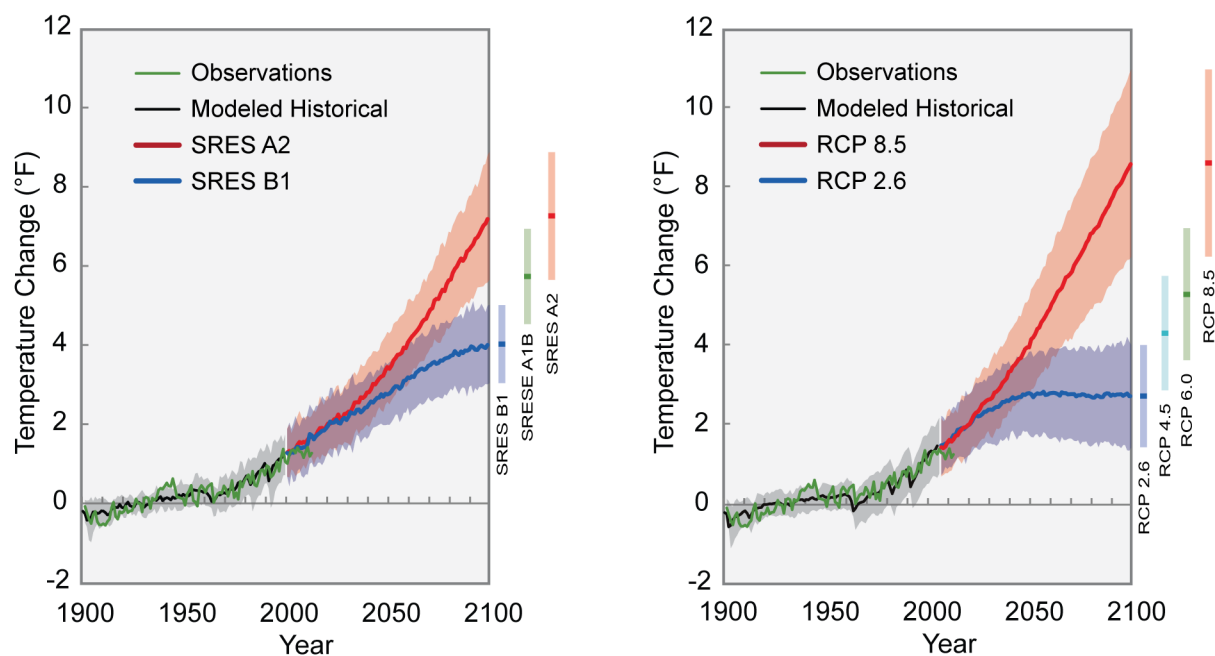 12
10
8
6
4
2
0
-2
Temperature Change (°F)
Observations
Modeled Historical
SRES A2
SRES B1
1900
1950
2000
2050
2100
Year
SRES B1
SRESE A1B
SRES A2
12
10
8
6
4
2
0
-2
Temperature Change (°F)
Observations
Modeled Historical
RCP 8.5
RCP 2.6
1900
1950
2000
2050
2100
Year
RCP 2.6
RCP 4.5
RCP 6.0
RCP 8.5